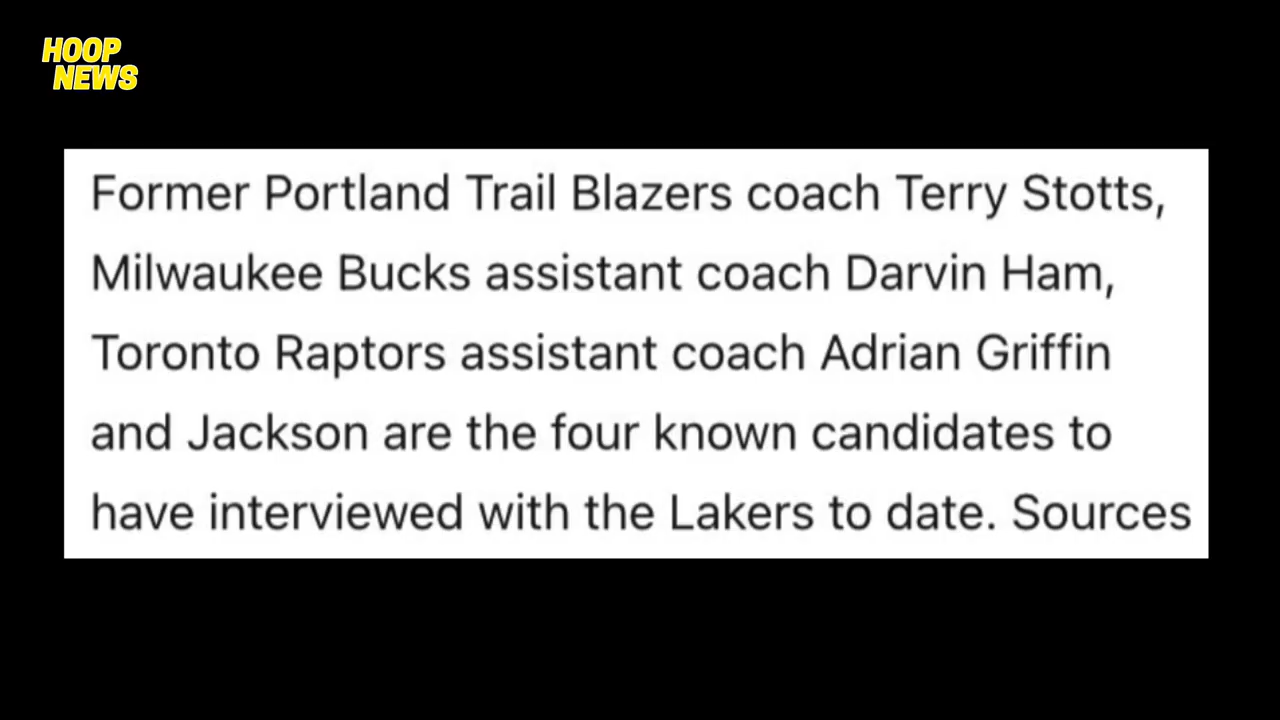 HOOP
NEWS
Former Portland Trail Blazers coach Terry Stotts,
Milwaukee Bucks assistant coach Darvin Ham,
Toronto Raptors assistant coach Adrian Griffin
and Jackson are the four known candidates to
have interviewed with the Lakers to date. Sources